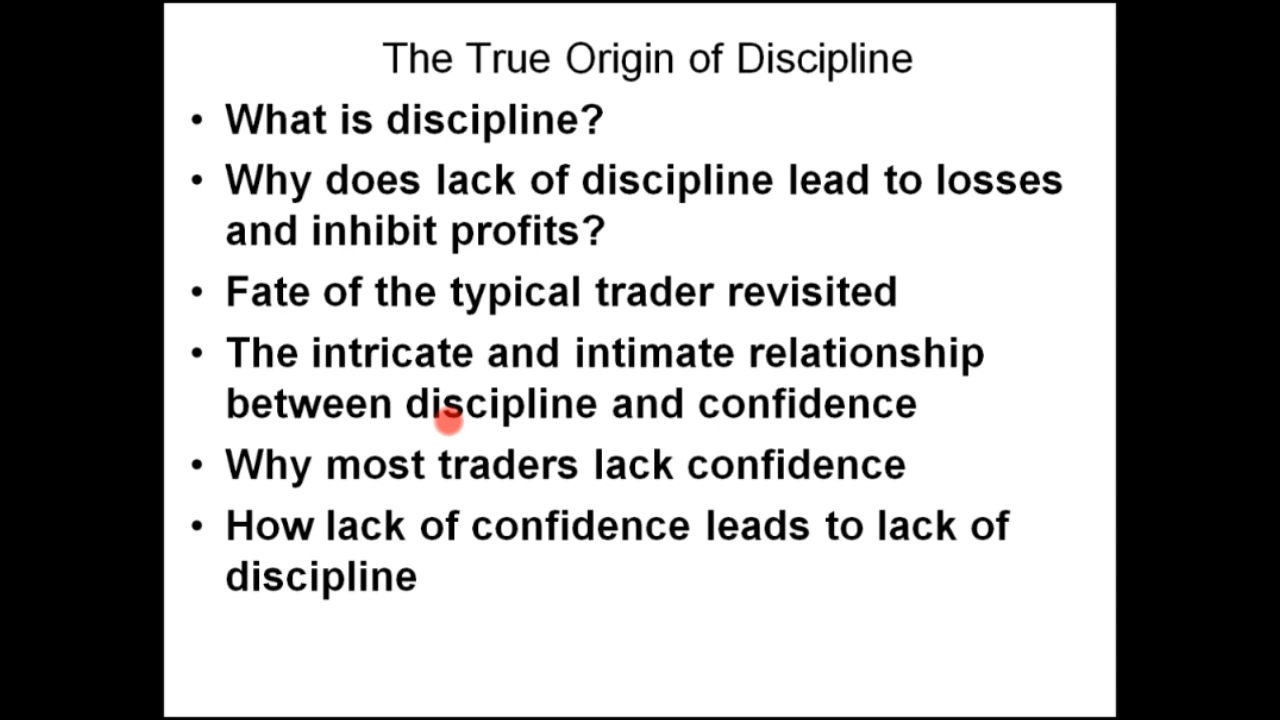 The True Origin of Discipline
• What is discipline?
• Why does lack of discipline lead to losses
and inhibit profits?
• Fate of the typical trader revisited
• The intricate and intimate relationship
between discipline and confidence
• Why most traders lack confidence
• How lack of confidence leads to lack of
discipline